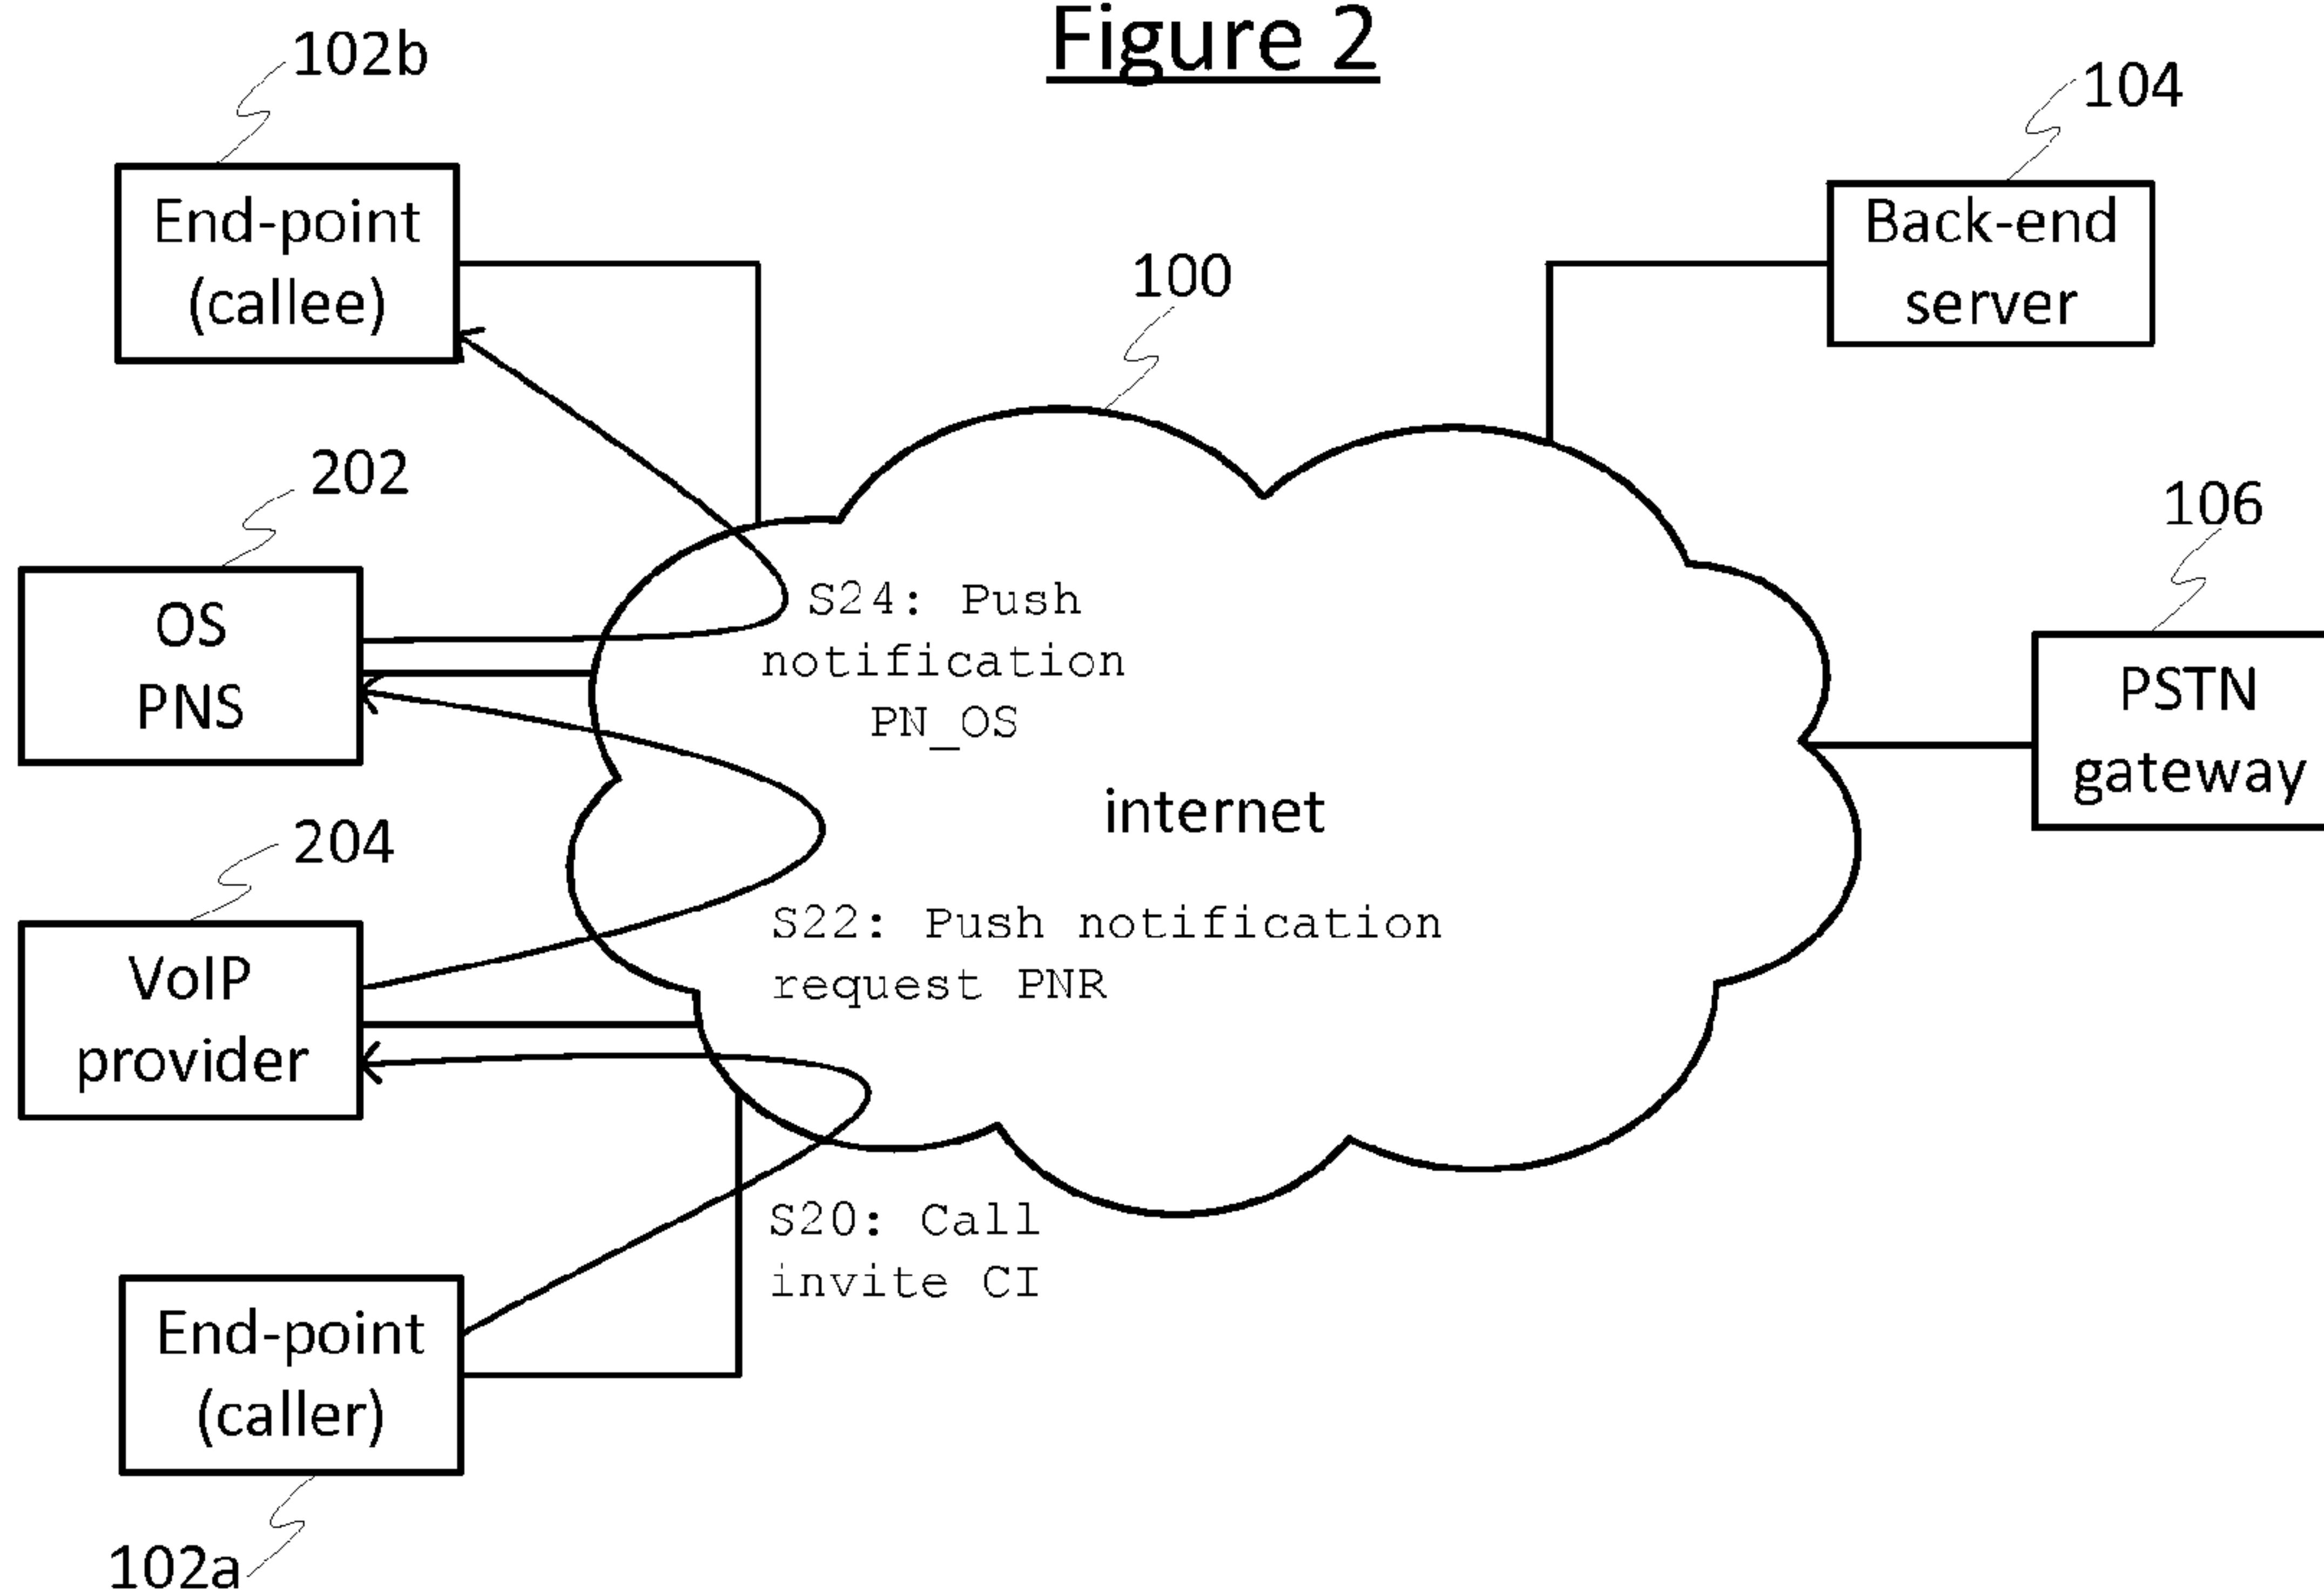 Figure 2
102b
End-point
(callee)
104
Back-end
server
100
202
OS
PNS
S24: Push
notification
PN_OS
106
PSTN
gateway
internet
204
VoIP
provider
S22: Push notification
request PNR
S20: Call
invite CI
End-point
(caller)
102a